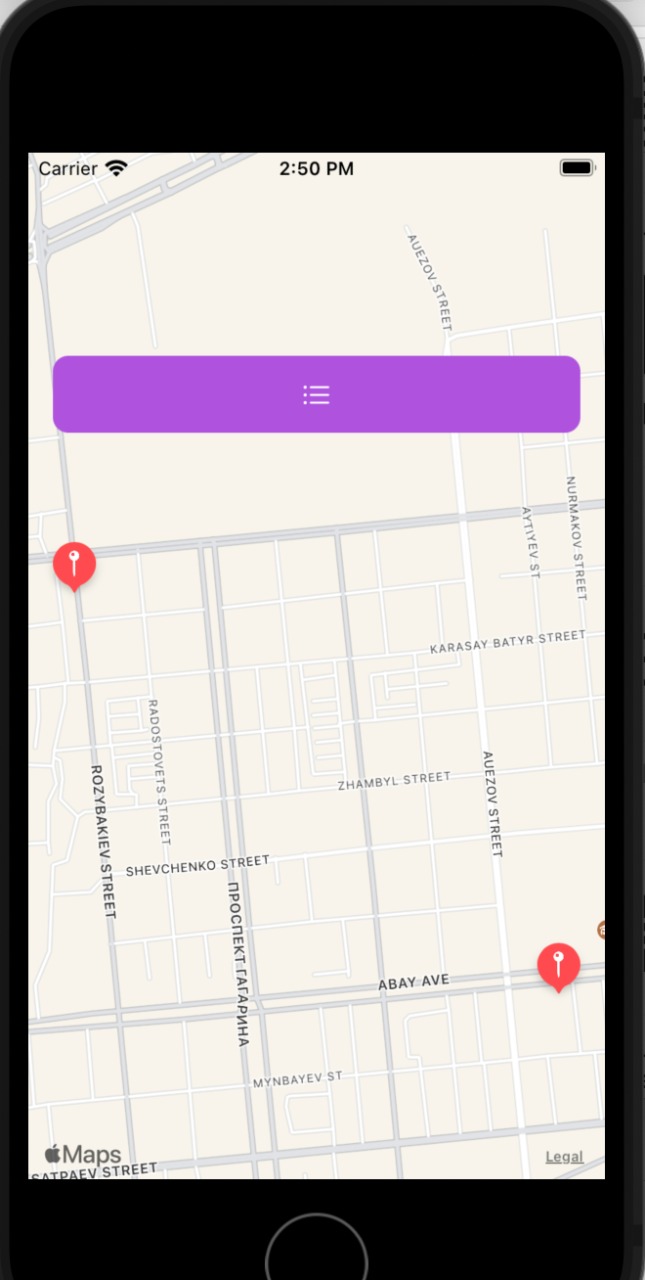 Carrier
2:50 PM
AUEZOV STREET
NURMAKOV STREET
AYTIYEV ST
KARASAY BATYR STREET
RADOSTOVETS STREET
ZHAMBYL STREET
AUEZOV STREET
ROZYBAKIEV STREET
SHEVCHENKO STREET
ПРОСПЕКТ ГАГАРИНА
ABAY AVE
MYNBAYEV ST
Maps
Legal
SATPAEV STREET